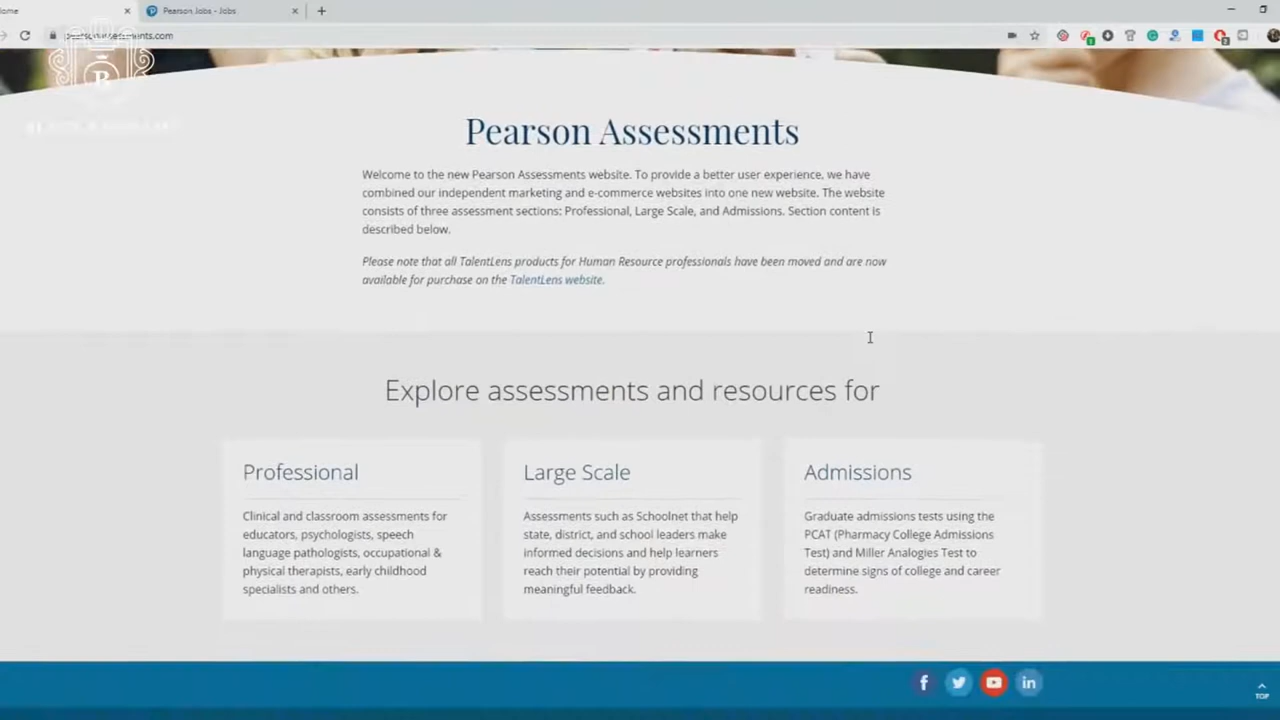 Home
Pearson Jobs - Jobs
Pearson Assessments
Welcome to the new Pearson Assessments website. To provide a better user experience, we have
combined our independent marketing and e-commerce websites into one new website. The website
consists of three assessment sections: Professional, Large Scale, and Admissions. Section content is
described below.
Please note that all TalentLens products for Human Resource professionals have been moved and are now
available for purchase on the TalentLens website.
Explore assessments and resources for
Professional
Clinical and classroom assessments for
educators, psychologists, speech
language pathologists, occupational &
physical therapists, early childhood
specialists and others.
Large Scale
Assessments such as Schoolnet that help
state, district, and school leaders make
informed decisions and help learners
reach their potential by providing
meaningful feedback.
Admissions
Graduate admissions tests using the
PCAT (Pharmacy College Admissions
Test) and Miller Analogies Test to
determine signs of college and career
readiness.
TOP